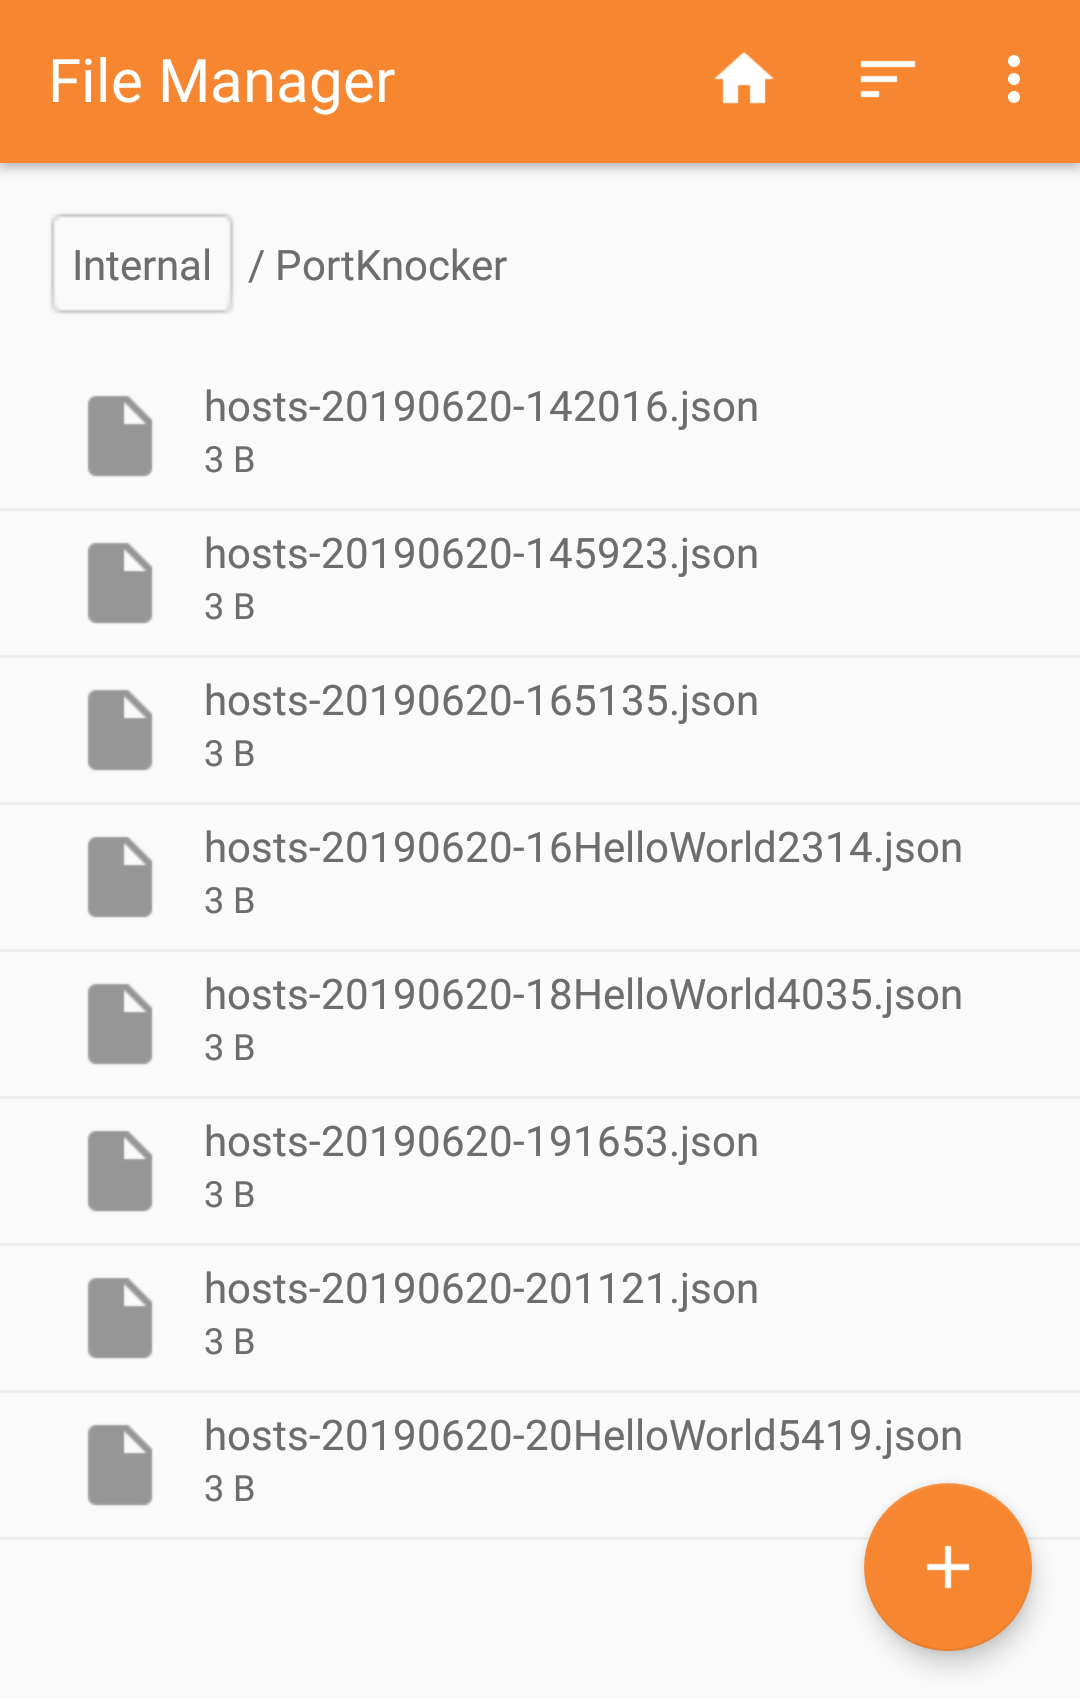 File Manager
Internal / PortKnocker
hosts-20190620-142016.json
3 B
hosts-20190620-145923.json
3 B
hosts-20190620-165135.json
3 B
hosts-20190620-16HelloWorld2314.json
3 B
hosts-20190620-18HelloWorld4035.json
3 B
hosts-20190620-191653.json
3 B
hosts-20190620-201121.json
3 B
hosts-20190620-20HelloWorld5419.json
3 B